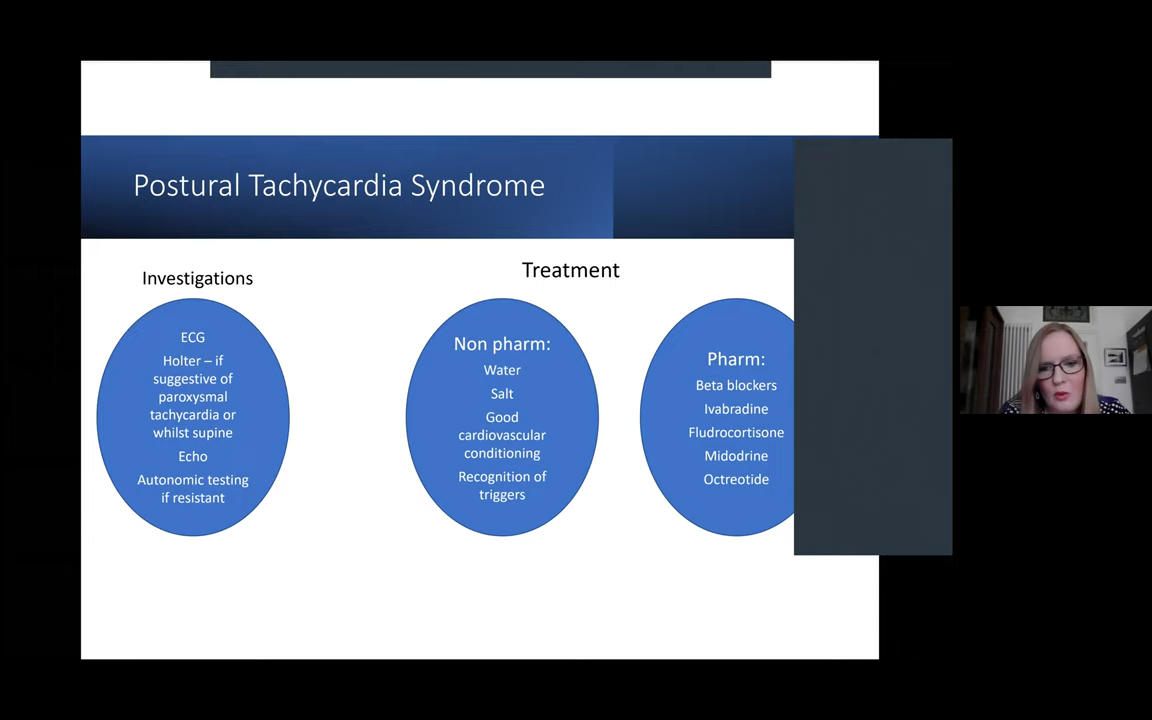 Postural Tachycardia Syndrome
Investigations
ECG
Holter – if
suggestive of
paroxysmal
tachycardia or
whilst supine
Echo
Autonomic testing
if resistant
Treatment
Non pharm:
Water
Salt
Good
cardiovascular
conditioning
Recognition of
triggers
Pharm:
Beta blockers
Ivabradine
Fludrocortisone
Midodrine
Octreotide